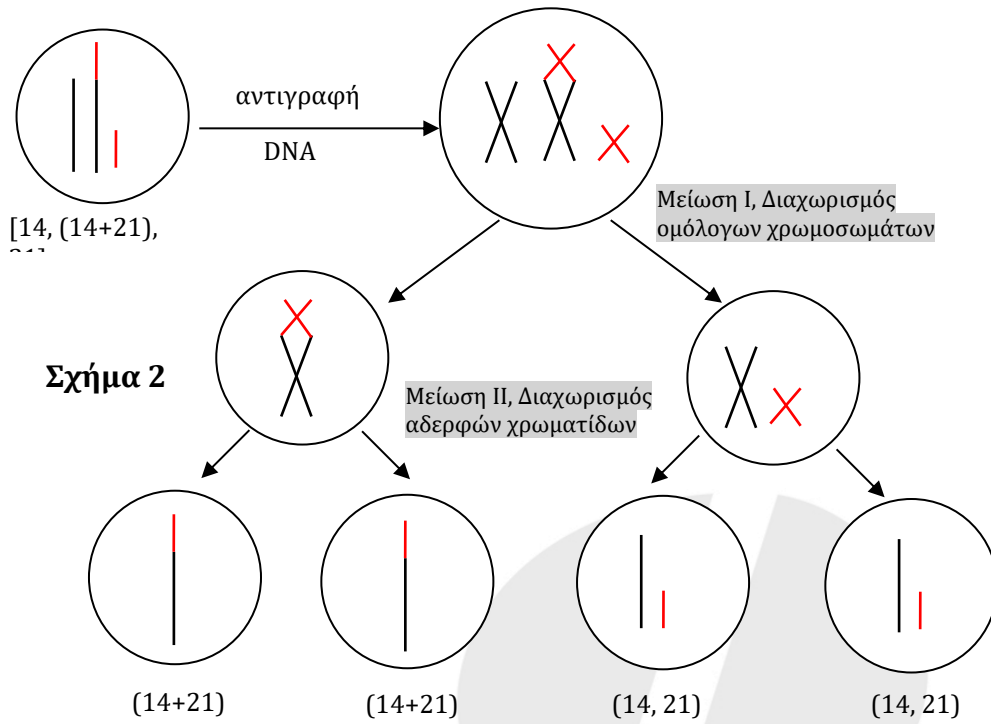 αντιγραφή
DNA
[14, (14+21),
Μείωση Ι, Διαχωρισμός
ομόλογων χρωμοσωμάτων
Σχήμα 2
Μείωση ΙΙ, Διαχωρισμός
αδερφών χρωματίδων
(14+21)
(14+21)
(14, 21)
(14, 21)